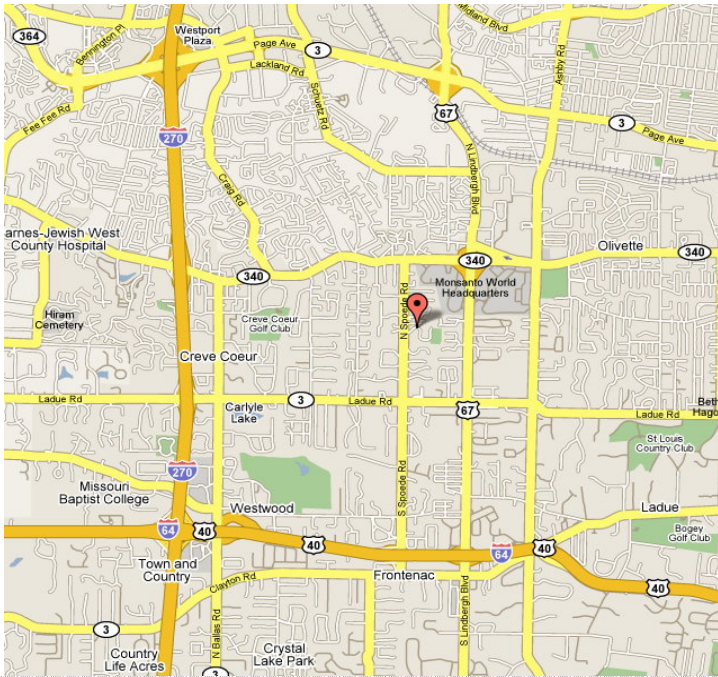 Midland Blvd
364
Bennington Pl
Westport
Plaza
Page Ave
3
Lackland Rd
Ashby Rd
Schuetz Rd
67
Fee Fee Rd
270
3
Page Ave
N Lindbergh Blvd
Craig Rd
arnes-Jewish West
County Hospital
Olivette
340
340
340
Monsanto World
Headquarters
Hiram
Cemetery
Creve Coeur
Golf Club
N Spoede Rd
Creve Coeur
Ladue Rd
3
Ladue Rd
Carlyle
Lake
67
Ladue Rd
Beth
Hago
St Louis
Country Club
270
Missouri
Baptist College
S Spoede Rd
Westwood
Ladue
64
40
40
64
40
Bogey
Golf Club
Town and
Country
Clayton Rd
Frontenac
40
N Ballas Rd
S Lindbergh Blvd
3
Country
Life Acres
Crystal
Lake Park
3